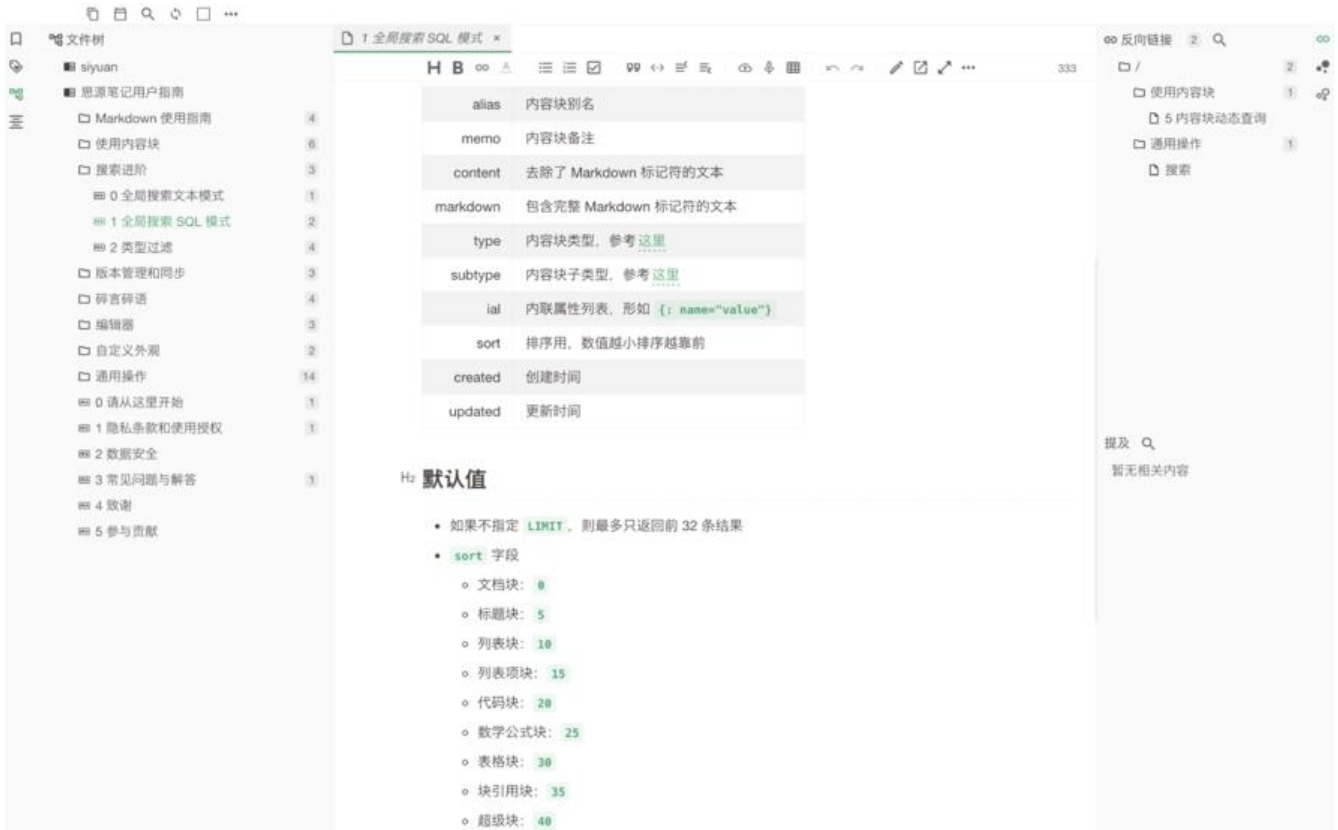 文件树
siyuan
思源笔记用户指南
Markdown 使用指南 4
使用内容块 6
搜索进阶 3
0 全局搜索文本模式 1
1 全局搜索 SQL 模式 2
2 类型过滤 4
版本管理和同步 3
碎言碎语 4
编辑器 3
自定义外观 2
通用操作 14
0 请从这里开始 1
1 隐私条款和使用授权 1
2 数据安全
3 常见问题与解答 1
4 致谢
5 参与贡献
1 全局搜索 SQL 模式 ×
H B A 333
alias 内容块别名
memo 内容块备注
content 去除了 Markdown 标记符的文本
markdown 包含完整 Markdown 标记符的文本
type 内容块类型，参考这里
subtype 内容块子类型，参考这里
ial 内联属性列表，形如 {: name="value"}
sort 排序用，数值越小排序越靠前
created 创建时间
updated 更新时间
H2 默认值
如果不指定 LIMIT ，则最多只返回前 32 条结果
sort 字段
文档块：0
标题块：5
列表块：10
列表项块：15
代码块：20
数学公式块：25
表格块：30
块引用块：35
超级块：40
反向链接 2
/ 2
使用内容块 1
5 内容块动态查询
通用操作 1
搜索
提及
暂无相关内容